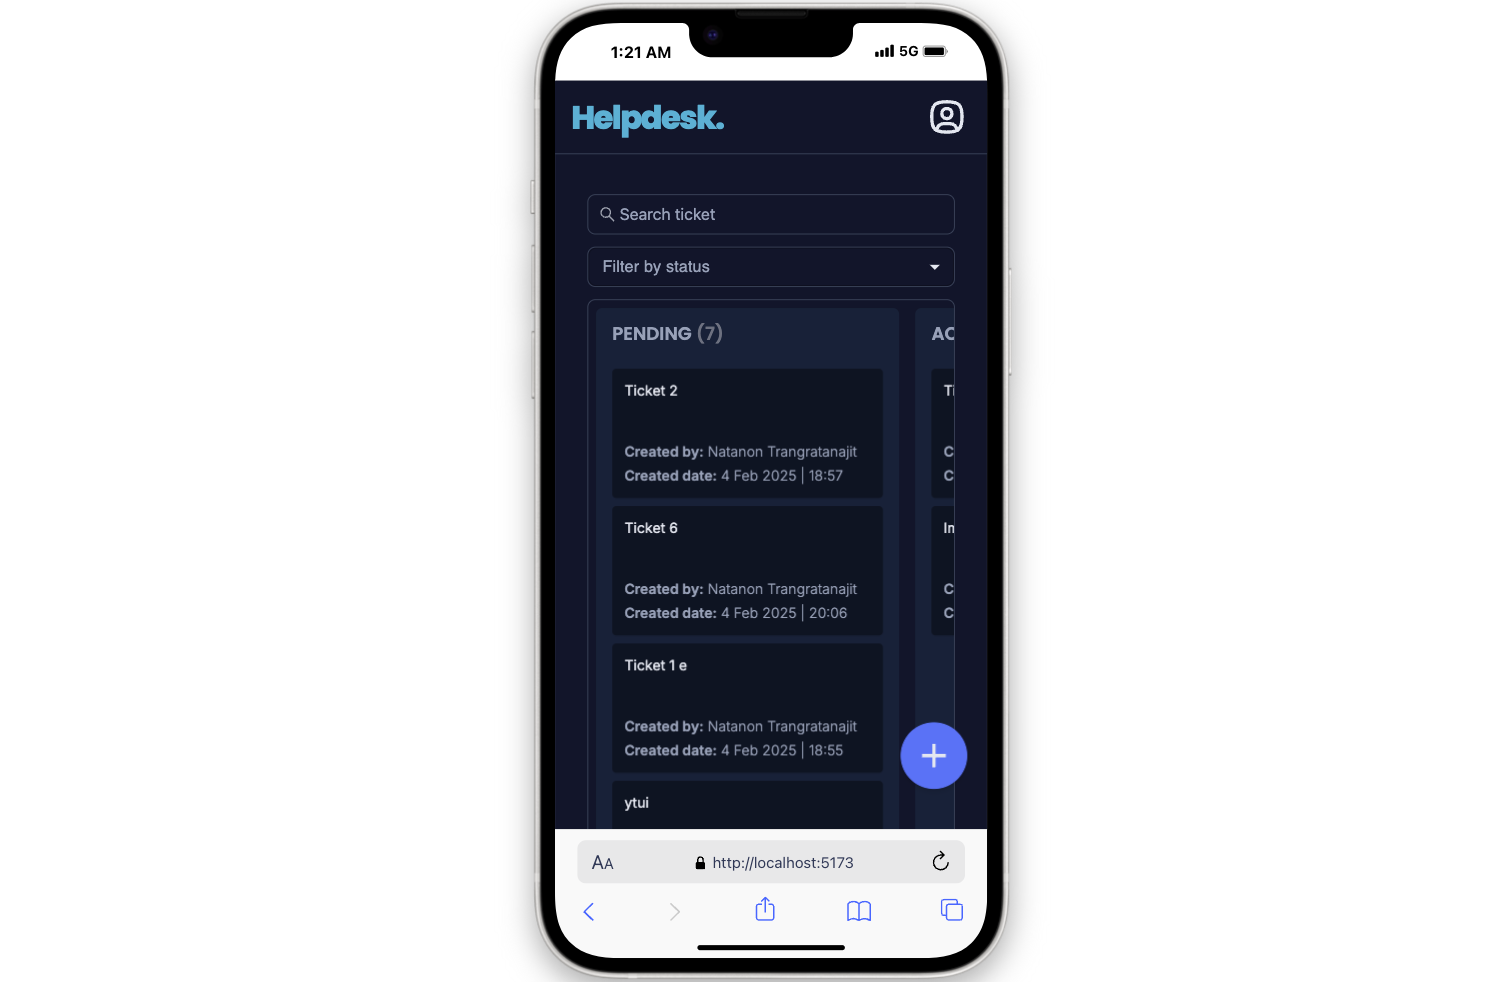 1:21 AM 5G
Helpdesk.
Search ticket
Filter by status
PENDING (7) AC
Ticket 2 Ti
Created by: Natanon Trangratanajit C
Created date: 4 Feb 2025 | 18:57 C
Ticket 6 Im
Created by: Natanon Trangratanajit C
Created date: 4 Feb 2025 | 20:06 C
Ticket 1 e
Created by: Natanon Trangratanajit
Created date: 4 Feb 2025 | 18:55
ytui
AA http://localhost:5173